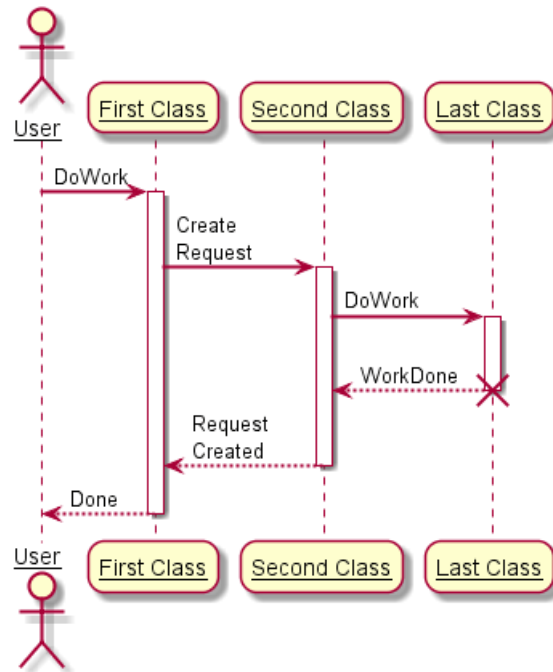 User
First Class
Second Class
Last Class
DoWork
Create
Request
DoWork
WorkDone
Request
Created
Done
User
First Class
Second Class
Last Class